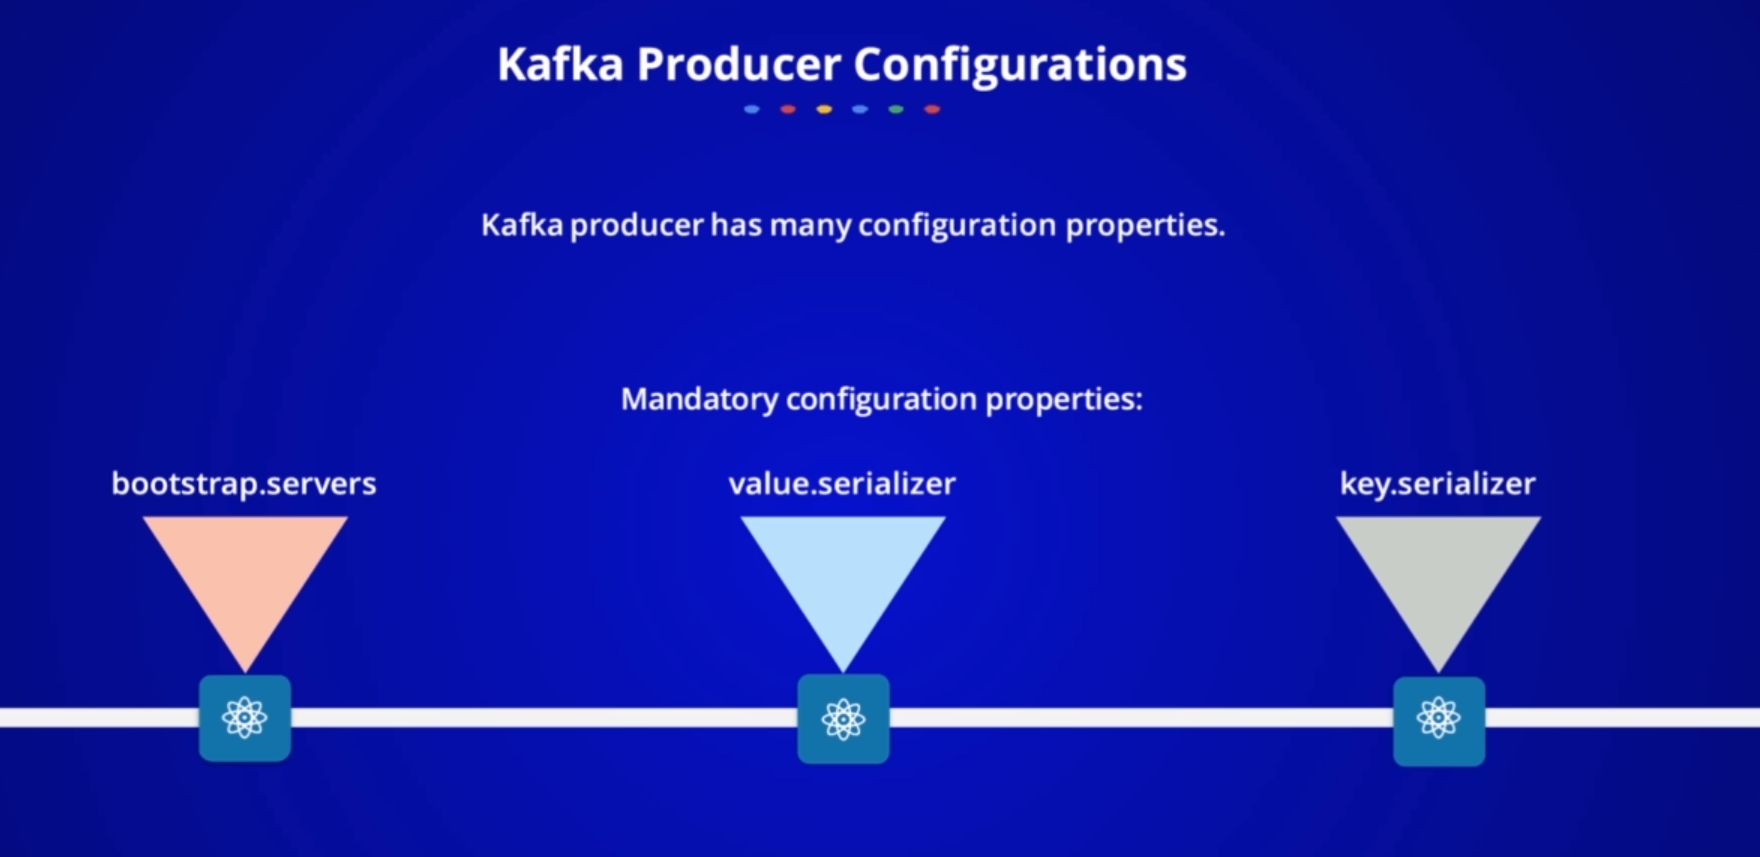 Kafka Producer Configurations
Kafka producer has many configuration properties.
Mandatory configuration properties:
bootstrap.servers
value.serializer
key.serializer